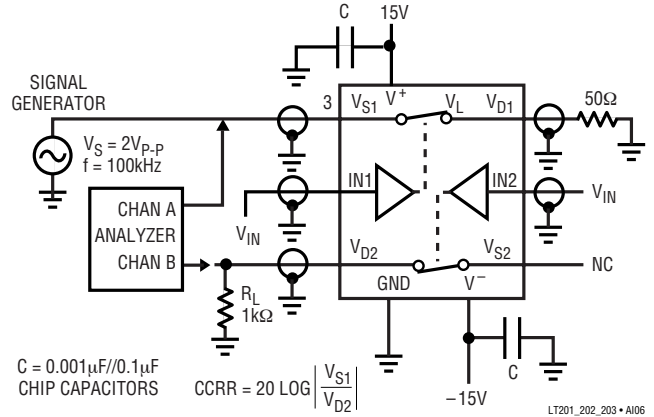 C
15V
SIGNAL
GENERATOR
3
VS1
V+
VL
VD1
50Ω
VS = 2VP-P
f = 100kHz
IN1
IN2
CHAN A
ANALYZER
CHAN B
VIN
VIN
VD2
VS2
NC
GND
V−
RL
1kΩ
C
C = 0.001µF//0.1µF
CHIP CAPACITORS
CCRR = 20 LOG |VS1/VD2|
−15V
LT201_202_203 • AI06